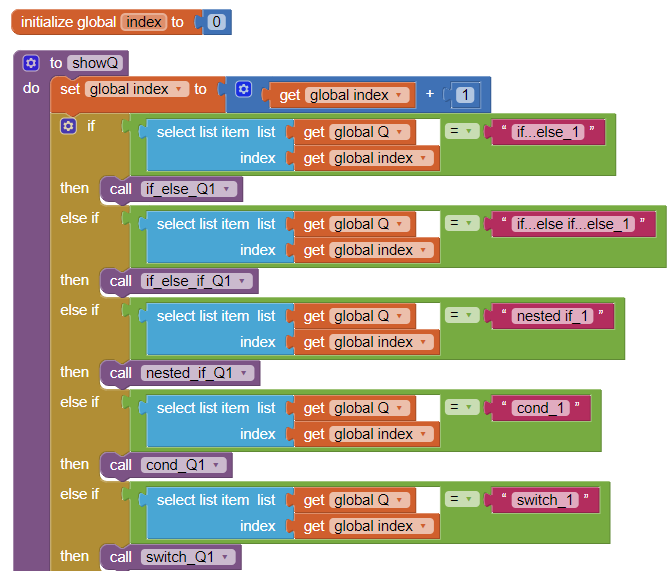 initialize global index to 0
to showQ
do set global index to get global index + 1
if select list item list get global Q = “ if...else_1 ”
index get global index
then call if_else_Q1
else if select list item list get global Q = “ if...else if...else_1 ”
index get global index
then call if_else_if_Q1
else if select list item list get global Q = “ nested if_1 ”
index get global index
then call nested_if_Q1
else if select list item list get global Q = “ cond_1 ”
index get global index
then call cond_Q1
else if select list item list get global Q = “ switch_1 ”
index get global index
then call switch_Q1